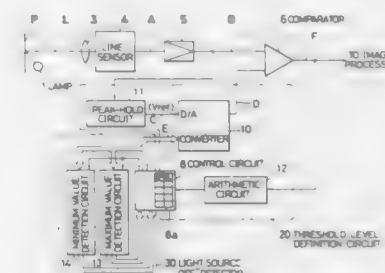 P L 3 4 A 5 B 6 COMPARATOR
F
LINE SENSOR
TO IMAG
PROCESS
LAMP
11
PEAK-HOLD CIRCUIT
(Vref)
C
D/A
D
E
CONVERTER
10
8 CONTROL CIRCUIT
12
MINIMUM VALUE DETECTION CIRCUIT
MAXIMUM VALUE DETECTION CIRCUIT
ARITHMETIC CIRCUIT
8a
20 THRESHOLD LEVEL DEFINITION CIRCUIT
14 13
30 LIGHT SOURCE